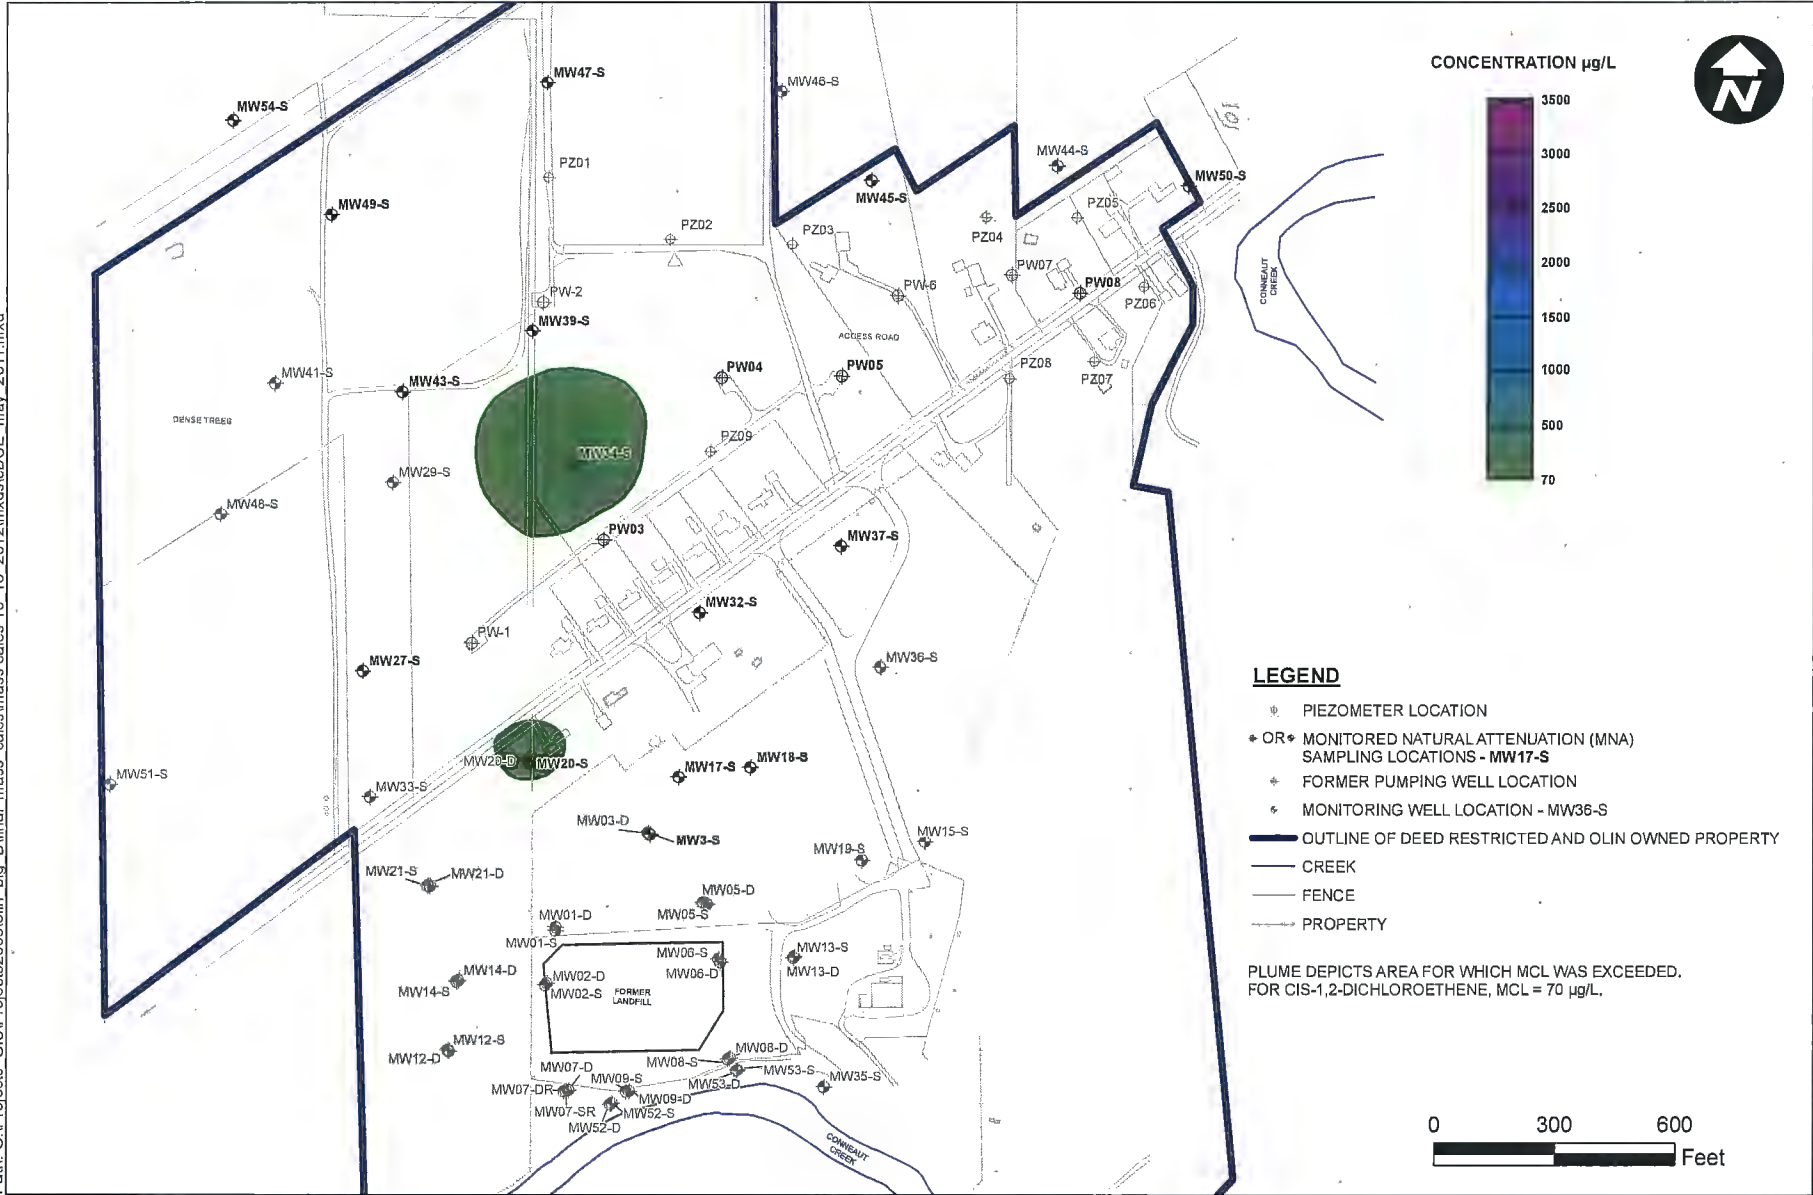 MW54-S
MW47-S
MW46-S
PZ01
MW49-S
PZ02
PZ03
MW45-S
MW44-S
MW50-S
PZ05
PZ04
PW07
PW08
PZ06
PW-6
PW-2
MW39-S
ACCESS ROAD
MW41-S
MW43-S
PW04
PW05
PZ08
PZ07
DENSE TREES
MW34-S
PZ09
MW29-S
MW48-S
PW03
MW37-S
MW32-S
PW-1
MW27-S
MW36-S
MW20-D
MW20-S
MW17-S
MW18-S
MW51-S
MW33-S
MW03-D
MW3-S
MW19-S
MW15-S
MW21-S
MW21-D
MW05-D
MW05-S
MW01-D
MW01-S
MW06-S
MW06-D
MW13-S
MW13-D
MW14-D
MW14-S
MW02-D
MW02-S
FORMER
LANDFILL
MW12-S
MW12-D
MW08-D
MW08-S
MW53-S
MW53-D
MW35-S
MW07-D
MW07-DR
MW07-SR
MW09-S
MW09-D
MW52-S
MW52-D
CONNEAUT
CREEK
CONNEAUT
CREEK
CONCENTRATION µg/L
3500
3000
2500
2000
1500
1000
500
70
N
LEGEND
PIEZOMETER LOCATION
OR MONITORED NATURAL ATTENUATION (MNA)
SAMPLING LOCATIONS - MW17-S
FORMER PUMPING WELL LOCATION
MONITORING WELL LOCATION - MW36-S
OUTLINE OF DEED RESTRICTED AND OLIN OWNED PROPERTY
CREEK
FENCE
PROPERTY
PLUME DEPICTS AREA FOR WHICH MCL WAS EXCEEDED.
FOR CIS-1,2-DICHLOROETHENE, MCL = 70 µg/L.
0 300 600
Feet